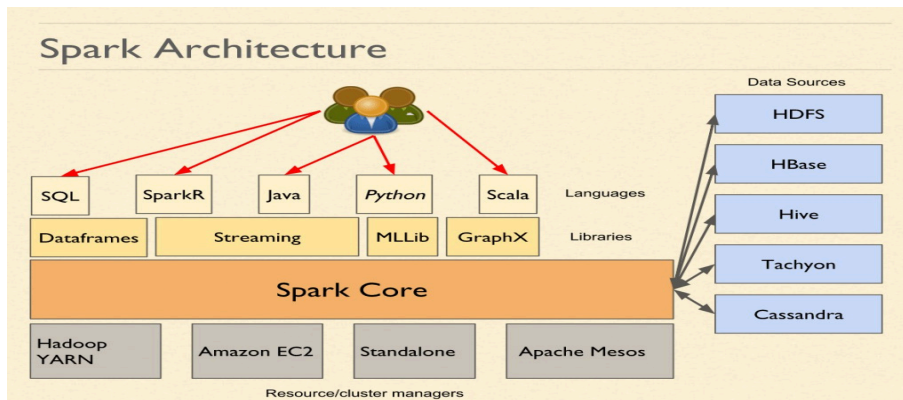 Spark Architecture
Data Sources
HDFS
HBase
Hive
Tachyon
Cassandra
SQL
SparkR
Java
Python
Scala
Languages
Dataframes
Streaming
MLLib
GraphX
Libraries
Spark Core
Hadoop
YARN
Amazon EC2
Standalone
Apache Mesos
Resource/cluster managers